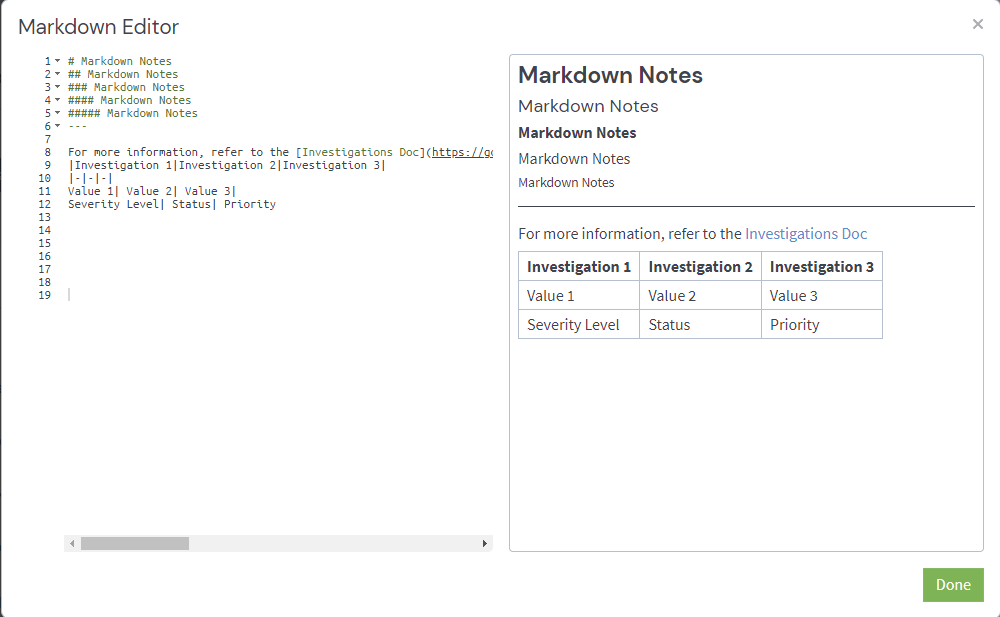 Markdown Editor
×
1 # Markdown Notes
2 ## Markdown Notes
3 ### Markdown Notes
4 #### Markdown Notes
5 ##### Markdown Notes
6 ---
7
8 For more information, refer to the [Investigations Doc](https://go
9 |Investigation 1|Investigation 2|Investigation 3|
10 |-|-|-|
11 Value 1| Value 2| Value 3|
12 Severity Level| Status| Priority
13
14
15
16
17
18
19
Markdown Notes
Markdown Notes
Markdown Notes
Markdown Notes
Markdown Notes
For more information, refer to the Investigations Doc
Investigation 1 Investigation 2 Investigation 3
Value 1 Value 2 Value 3
Severity Level Status Priority
Done